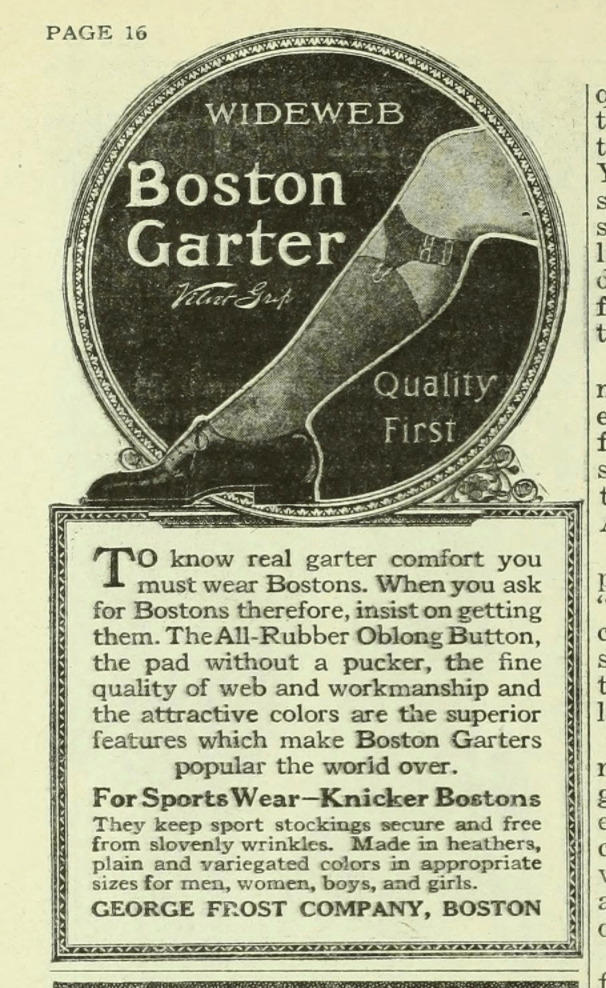 PAGE 16
WIDEWEB
Boston
Garter
Velvet Grip
Quality
First
TO know real garter comfort you
must wear Bostons. When you ask
for Bostons therefore, insist on getting
them. The All-Rubber Oblong Button,
the pad without a pucker, the fine
quality of web and workmanship and
the attractive colors are the superior
features which make Boston Garters
popular the world over.
For Sports Wear—Knicker Bostons
They keep sport stockings secure and free
from slovenly wrinkles. Made in heathers,
plain and variegated colors in appropriate
sizes for men, women, boys, and girls.
GEORGE FROST COMPANY, BOSTON